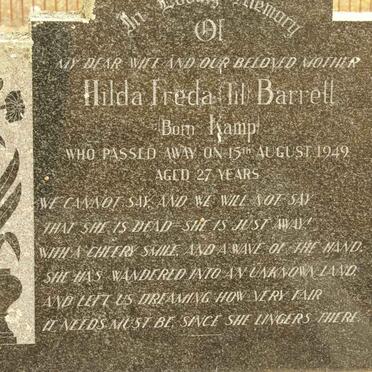 In Loving Memory
Of
MY DEAR WIFE AND OUR BELOVED MOTHER
Hilda Freda (Til) Barrett
(Born Kamp)
WHO PASSED AWAY ON 15TH AUGUST 1949
AGED 27 YEARS
WE CANNOT SAY, AND WE WILL NOT SAY
THAT SHE IS DEAD-SHE IS JUST AWAY!
WITH A CHEERY SMILE, AND A WAVE OF THE HAND,
SHE HAS WANDERED INTO AN UNKNOWN LAND,
AND LEFT US DREAMING HOW VERY FAIR
IT NEEDS MUST BE SINCE SHE LINGERS THERE.